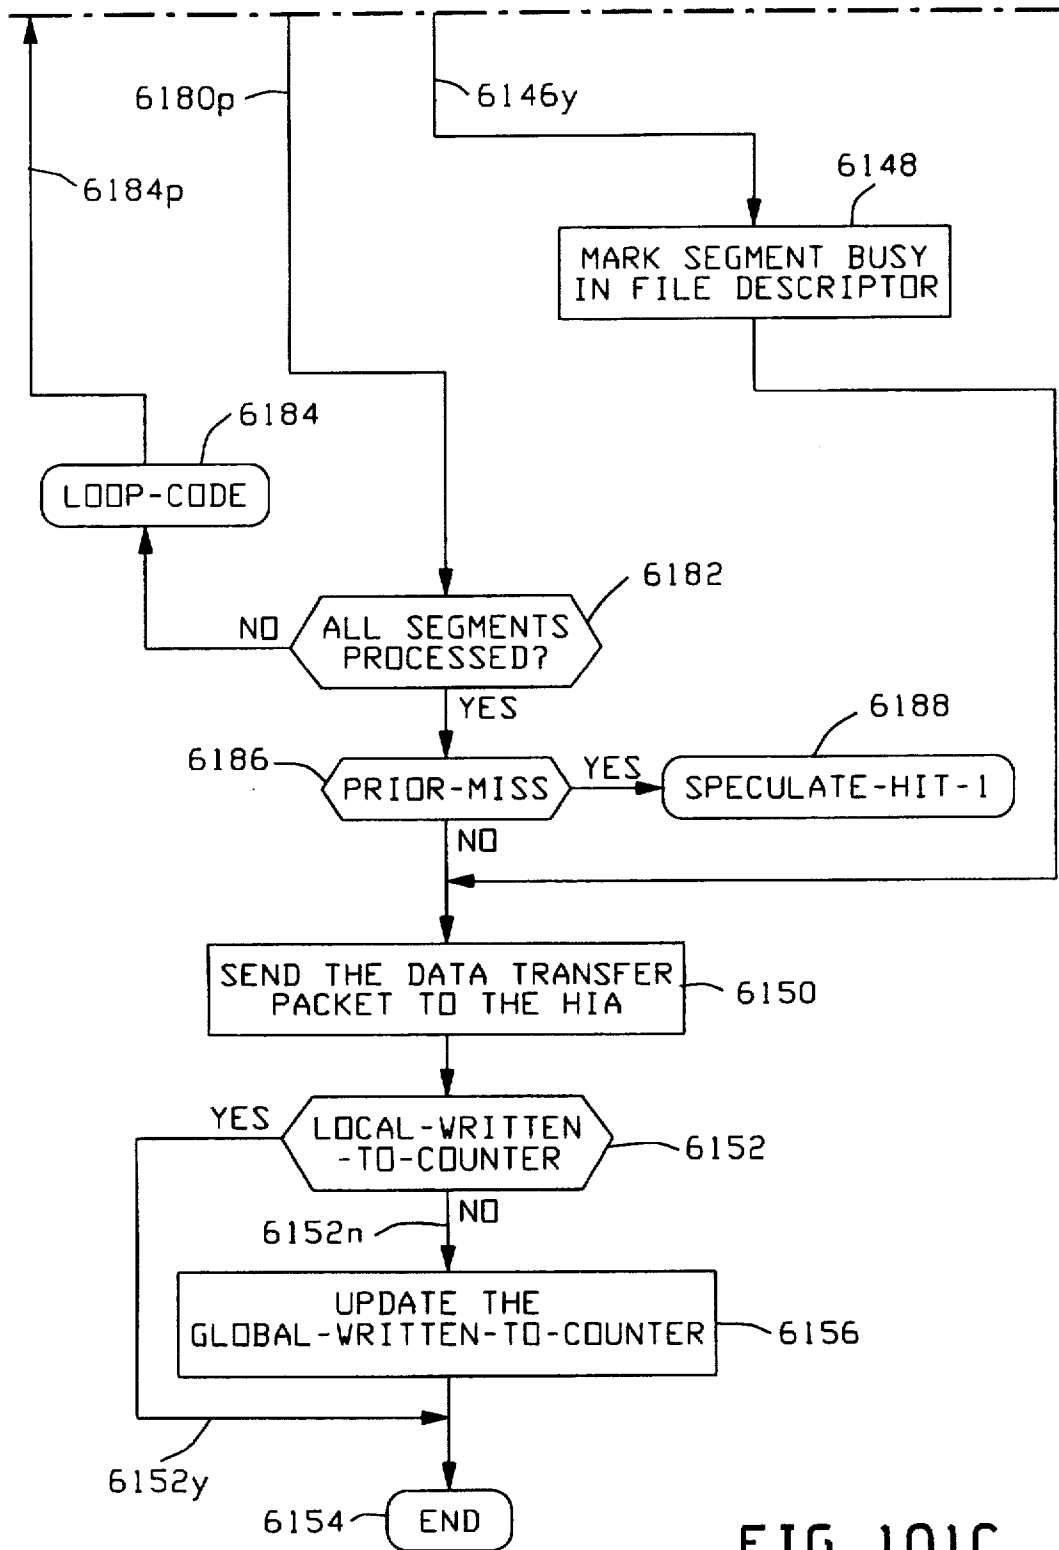 6180p
6146y
6184p
6148
MARK SEGMENT BUSY
IN FILE DESCRIPTOR
6184
LOOP-CODE
6182
NO
ALL SEGMENTS
PROCESSED?
YES
6188
6186
PRIOR-MISS
YES
SPECULATE-HIT-1
NO
SEND THE DATA TRANSFER
PACKET TO THE HIA
6150
YES
LOCAL-WRITTEN
-TO-COUNTER
6152
NO
6152n
UPDATE THE
GLOBAL-WRITTEN-TO-COUNTER
6156
6152y
6154
END
FIG. 101C